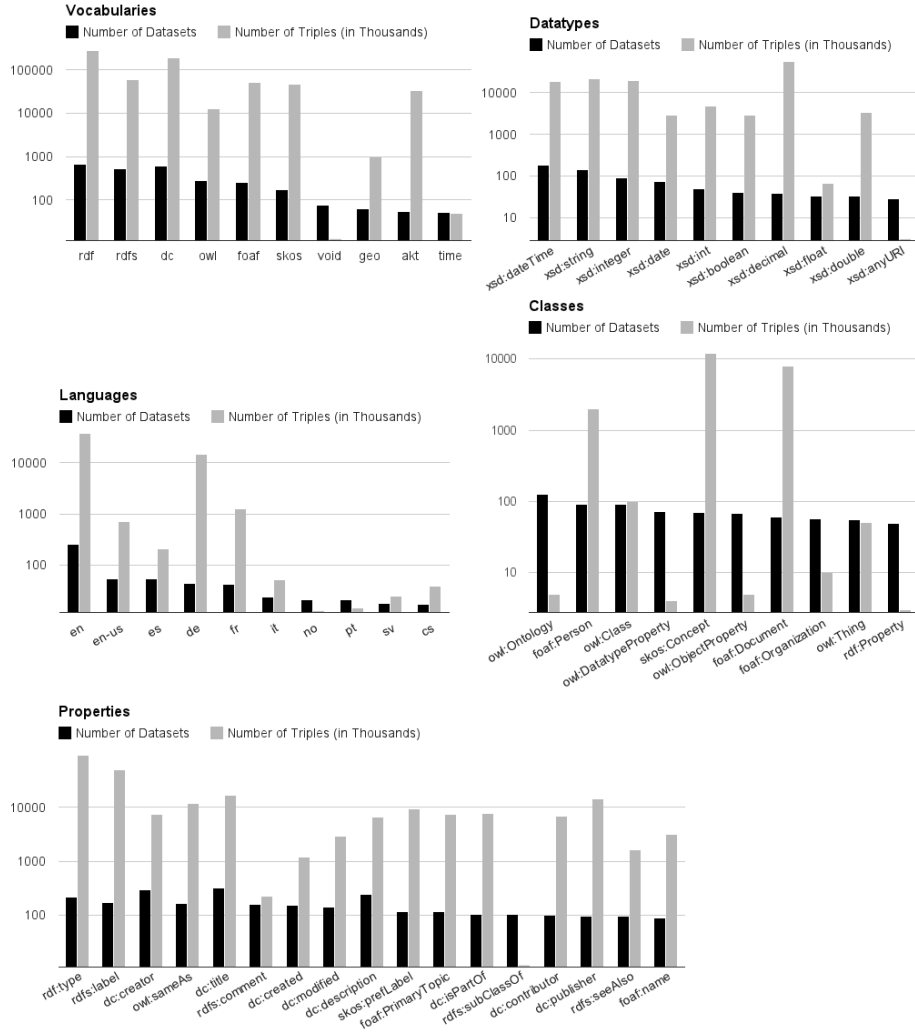 Vocabularies
Number of Datasets Number of Triples (in Thousands)
100000
10000
1000
100
rdf rdfs dc owl foaf skos void geo akt time
Datatypes
Number of Datasets Number of Triples (in Thousands)
10000
1000
100
10
xsd:dateTime xsd:string xsd:integer xsd:date xsd:int xsd:boolean xsd:decimal xsd:float xsd:double xsd:anyURI
Classes
Number of Datasets Number of Triples (in Thousands)
10000
1000
100
10
owl:Ontology foaf:Person owl:Class owl:DatatypeProperty skos:Concept owl:ObjectProperty foaf:Document foaf:Organization owl:Thing rdf:Property
Languages
Number of Datasets Number of Triples (in Thousands)
10000
1000
100
en en-us es de fr it no pt sv cs
Properties
Number of Datasets Number of Triples (in Thousands)
10000
1000
100
rdf:type rdfs:label dc:creator owl:sameAs dc:title rdfs:comment dc:created dc:modified dc:description skos:prefLabel foaf:PrimaryTopic dc:isPartOf rdfs:subClassOf dc:contributor dc:publisher rdfs:seeAlso foaf:name